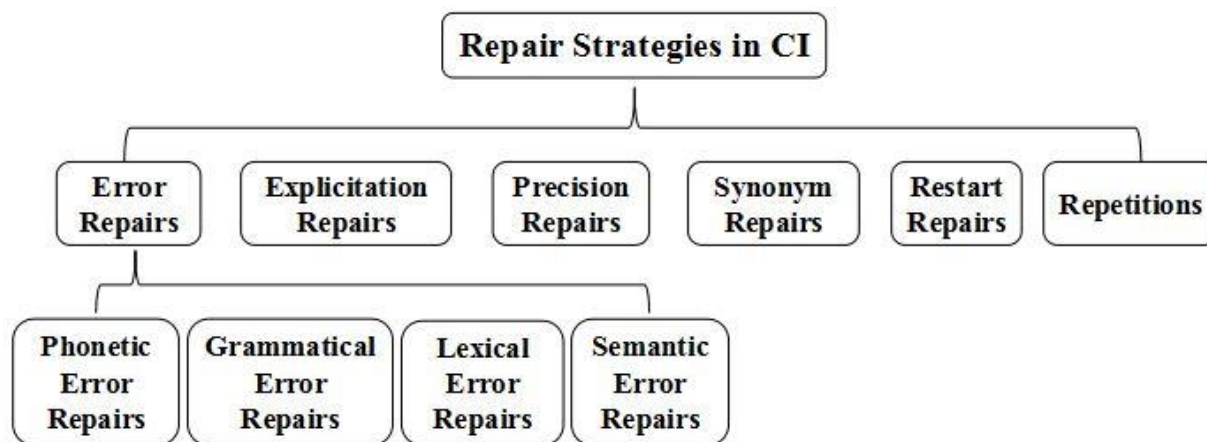 Repair Strategies in CI
Error
Repairs
Explicitation
Repairs
Precision
Repairs
Synonym
Repairs
Restart
Repairs
Repetitions
Phonetic
Error
Repairs
Grammatical
Error
Repairs
Lexical
Error
Repairs
Semantic
Error
Repairs